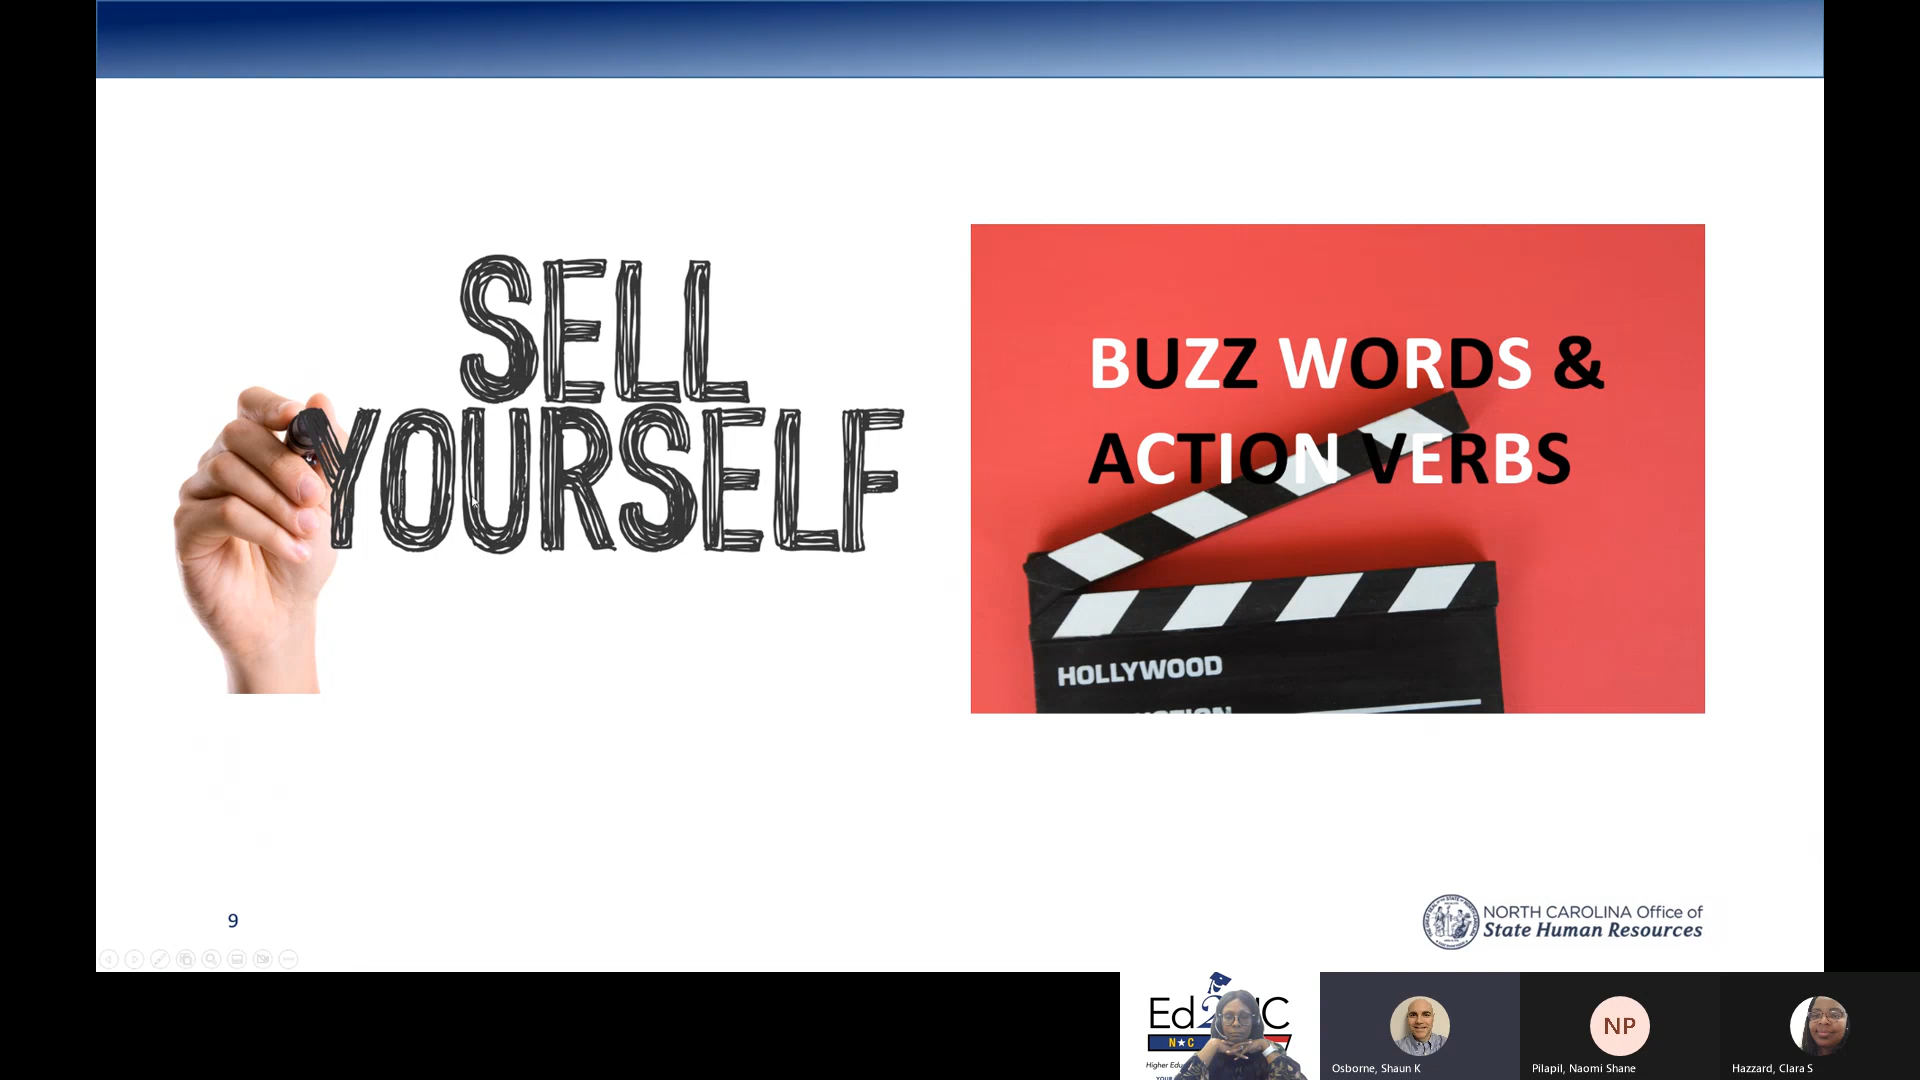 SELL
YOURSELF
BUZZ WORDS &
ACTION VERBS
HOLLYWOOD
9
NORTH CAROLINA Office of
State Human Resources
N★C
NP
Osborne, Shaun K
Pilapil, Naomi Shane
Hazzard, Clara S